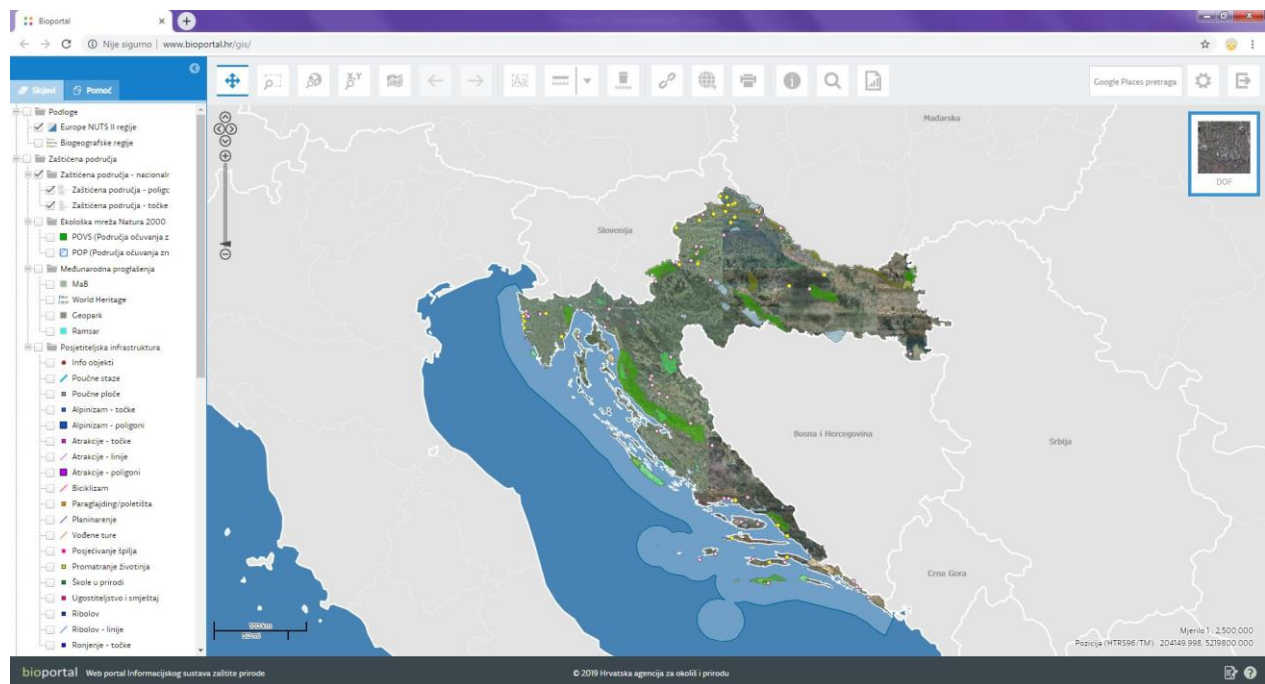 Bioportal
Nije sigurno | www.bioportal.hr/gis/
Slojevi
Pomoć
X,Y
Google Places pretraga
Podloge
Europe NUTS II regije
Biogeografske regije
Zaštićena područja
Zaštićena područja - nacionaln
Zaštićena područja - poligo
Zaštićena područja - točke
Ekološka mreža Natura 2000
POVS (Područja očuvanja z
POP (Područja očuvanja zn
Međunarodna proglašenja
MaB
World Heritage
Geopark
Ramsar
Posjetiteljska infrastruktura
Info objekti
Poučne staze
Poučne ploče
Alpinizam - točke
Alpinizam - poligoni
Atrakcije - točke
Atrakcije - linije
Atrakcije - poligoni
Biciklizam
Paraglajding/poletišta
Planinarenje
Vođene ture
Posjećivanje špilja
Promatranje životinja
Škole u prirodi
Ugostiteljstvo i smještaj
Ribolov
Ribolov - linije
Ronjenje - točke
Mađarska
DOF
Slovenija
Bosna i Hercegovina
Srbija
Crna Gora
100 km
50 mi
Mjerilo 1 : 2,500.000
Pozicija (HTRS96/TM): 204149.998, 5219800.000
bioportal Web portal Informacijskog sustava zaštite prirode
© 2019 Hrvatska agencija za okoliš i prirodu